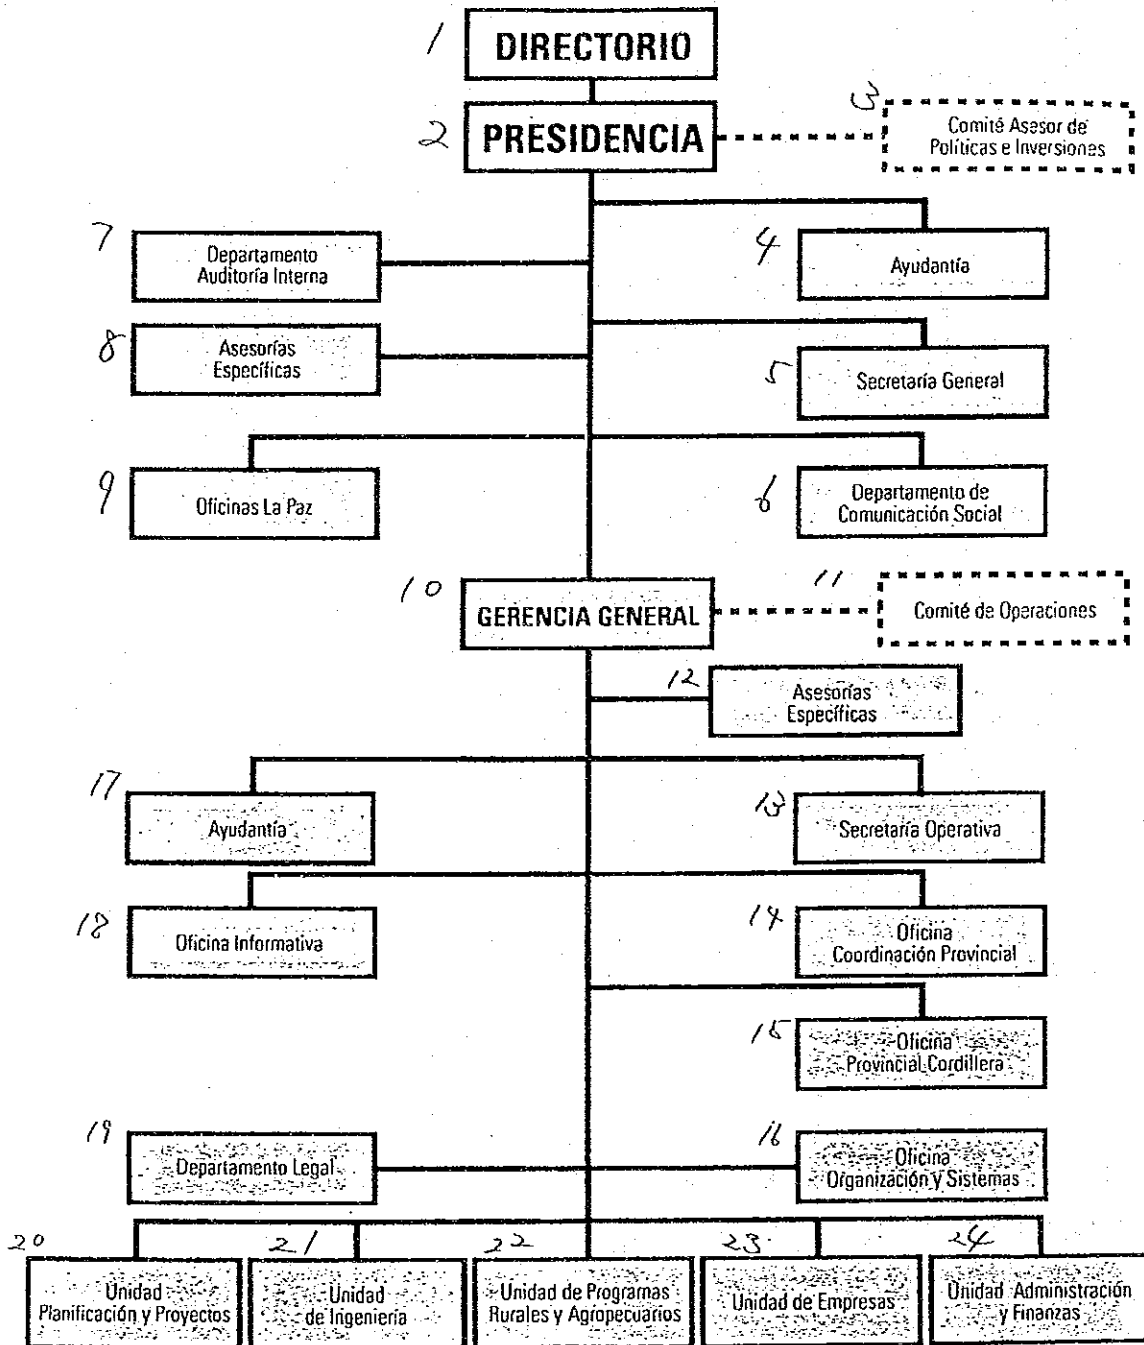 1
DIRECTORIO
2
PRESIDENCIA
3
Comité Asesor de
Políticas e Inversiones
7
Departamento
Auditoría Interna
4
Ayudantía
8
Asesorías
Específicas
5
Secretaría General
9
Oficinas La Paz
6
Departamento de
Comunicación Social
10
GERENCIA GENERAL
11
Comité de Operaciones
12
Asesorías
Específicas
17
Ayudantía
13
Secretaría Operativa
18
Oficina Informativa
14
Oficina
Coordinación Provincial
15
Oficina
Provincial Cordillera
19
Departamento Legal
16
Oficina
Organización y Sistemas
20
Unidad
Planificación y Proyectos
21
Unidad
de Ingeniería
22
Unidad de Programas
Rurales y Agropecuarios
23
Unidad de Empresas
24
Unidad Administración
y Finanzas